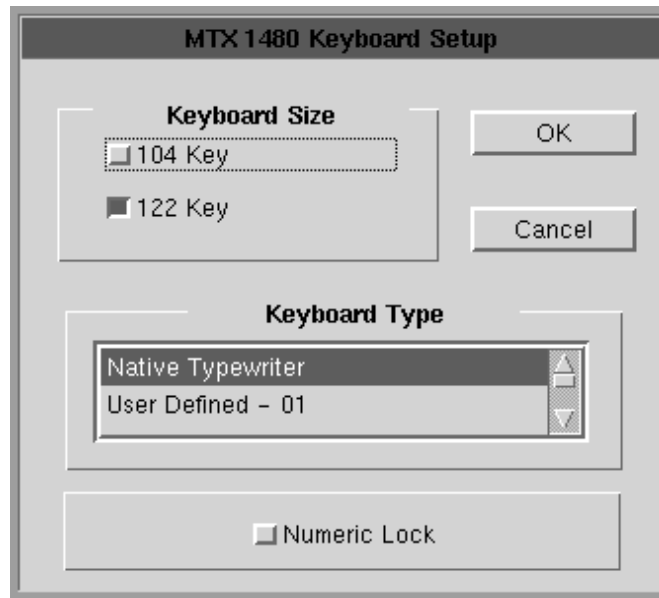 MTX 1480 Keyboard Setup
Keyboard Size
104 Key
122 Key
OK
Cancel
Keyboard Type
Native Typewriter
User Defined – 01
Numeric Lock